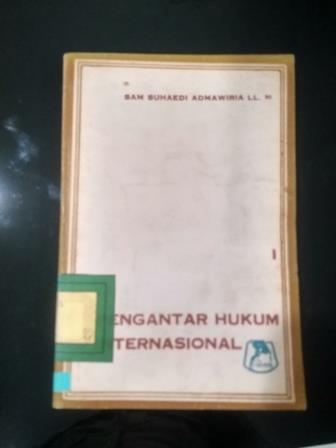 SAM SUHAEDI ADMAWIRIA LL. M
I
ENGANTAR HUKUM
TERNASIONAL